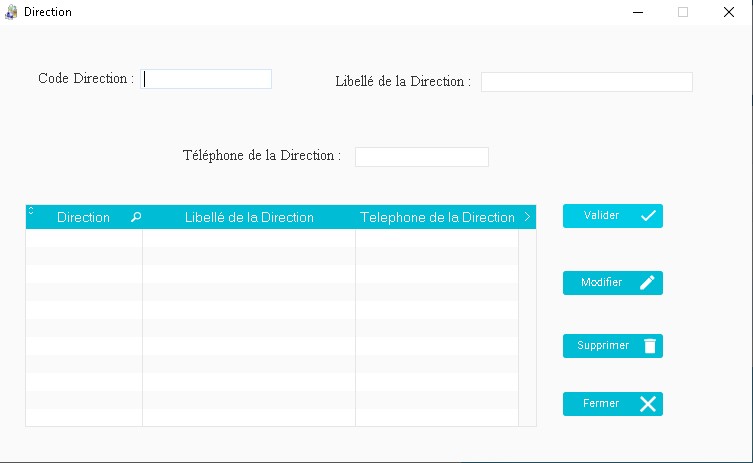 Direction
Code Direction :
Libellé de la Direction :
Téléphone de la Direction :
Direction Libellé de la Direction Telephone de la Direction
Valider
Modifier
Supprimer
Fermer